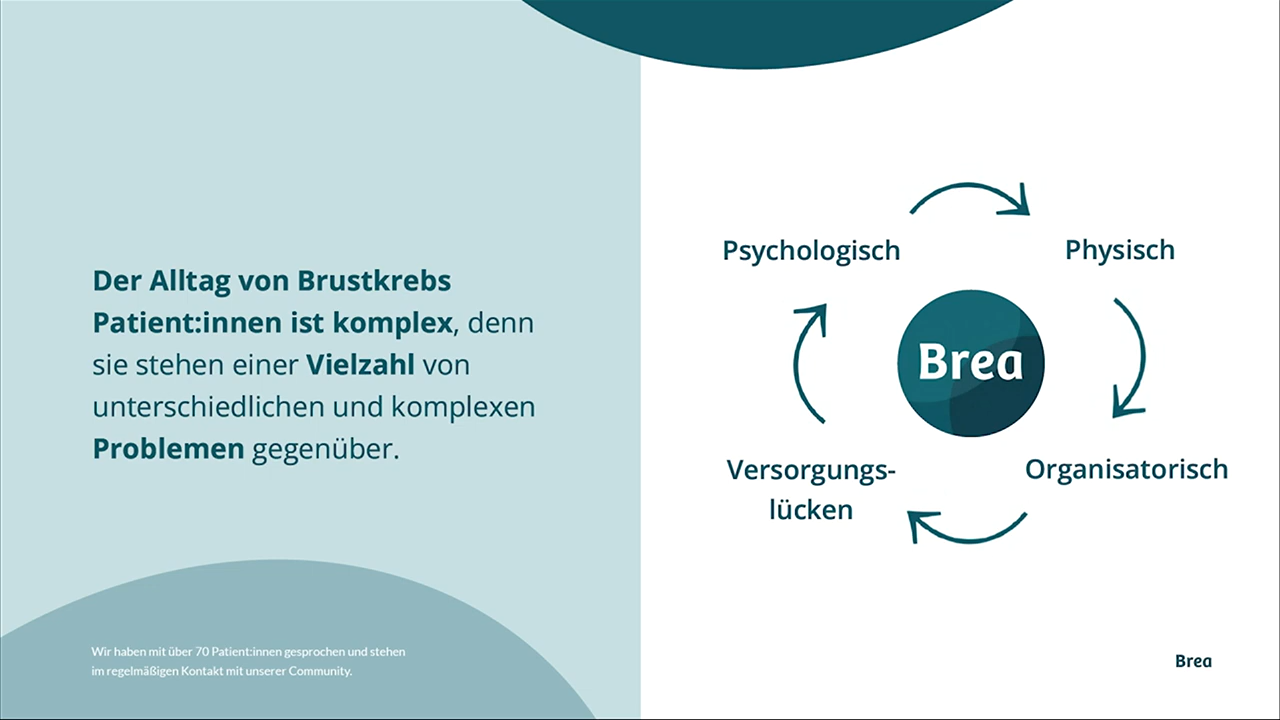 Der Alltag von Brustkrebs
Patient:innen ist komplex, denn
sie stehen einer Vielzahl von
unterschiedlichen und komplexen
Problemen gegenüber.
Wir haben mit über 70 Patient:innen gesprochen und stehen
im regelmäßigen Kontakt mit unserer Community.
Psychologisch
Physisch
Brea
Versorgungs-
lücken
Organisatorisch
Brea